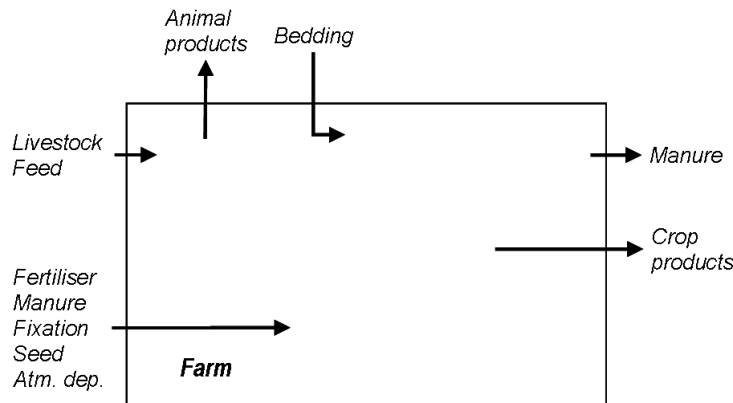 Animal
products
Bedding
Livestock
Feed
Manure
Crop
products
Fertiliser
Manure
Fixation
Seed
Atm. dep.
Farm